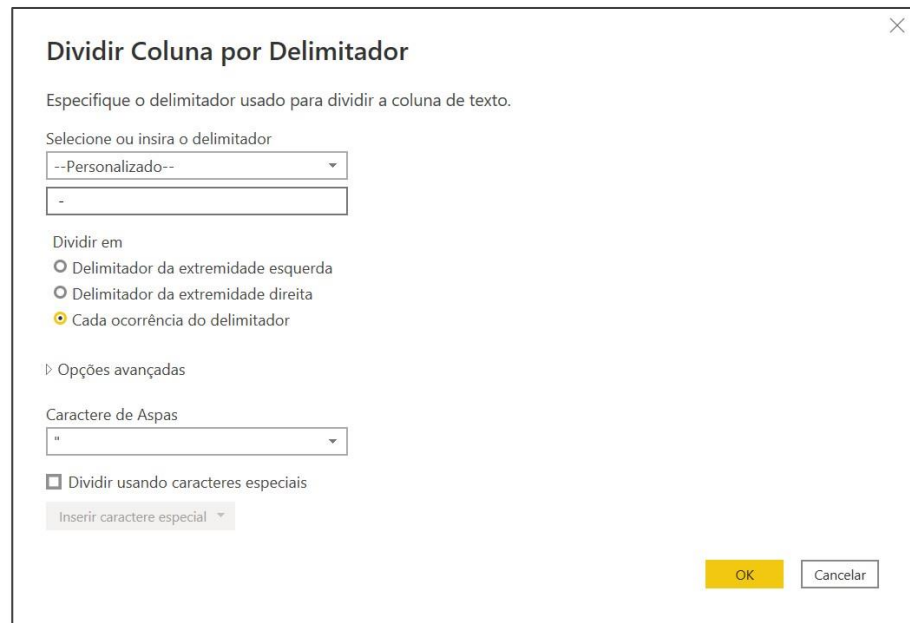 Dividir Coluna por Delimitador
Especifique o delimitador usado para dividir a coluna de texto.
Selecione ou insira o delimitador
--Personalizado--
-
Dividir em
Delimitador da extremidade esquerda
Delimitador da extremidade direita
Cada ocorrência do delimitador
Opções avançadas
Caractere de Aspas
"
Dividir usando caracteres especiais
Inserir caractere especial
OK Cancelar